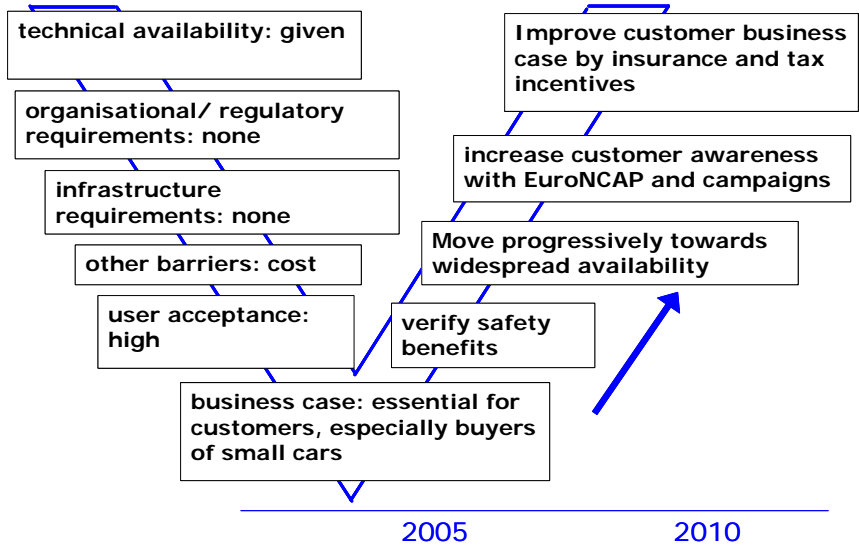 technical availability: given
organisational/ regulatory
requirements: none
infrastructure
requirements: none
other barriers: cost
user acceptance:
high
business case: essential for
customers, especially buyers
of small cars
verify safety
benefits
Move progressively towards
widespread availability
increase customer awareness
with EuroNCAP and campaigns
Improve customer business
case by insurance and tax
incentives
2005
2010